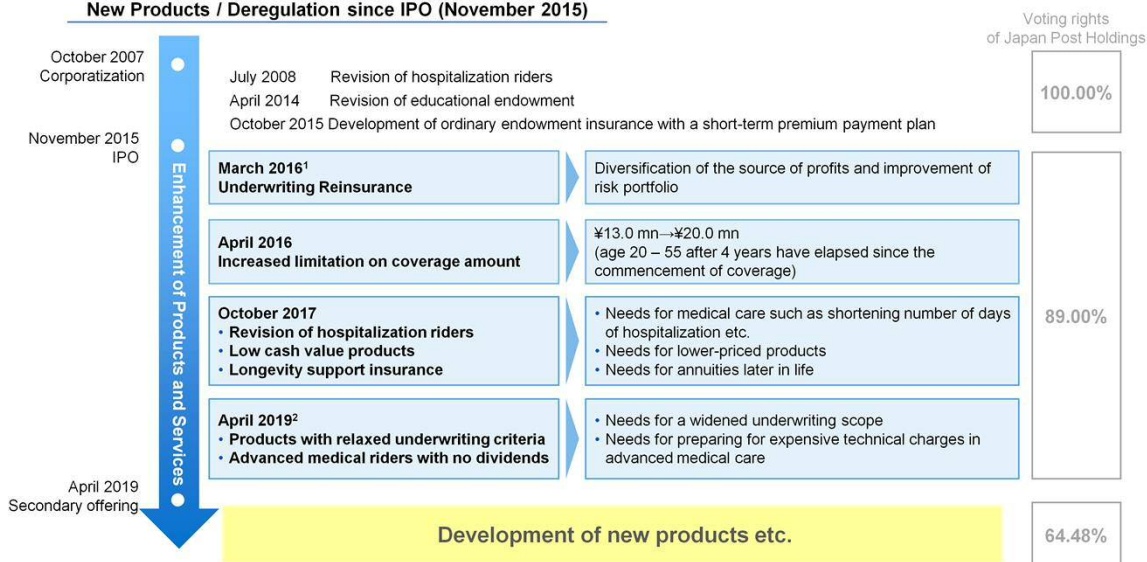 New Products / Deregulation since IPO (November 2015)
Voting rights
of Japan Post Holdings
October 2007
Corporatization
July 2008 Revision of hospitalization riders
April 2014 Revision of educational endowment
October 2015 Development of ordinary endowment insurance with a short-term premium payment plan
100.00%
November 2015
IPO
Enhancement of Products and Services
March 2016¹
Underwriting Reinsurance
Diversification of the source of profits and improvement of
risk portfolio
April 2016
Increased limitation on coverage amount
¥13.0 mn→¥20.0 mn
(age 20 – 55 after 4 years have elapsed since the
commencement of coverage)
October 2017
• Revision of hospitalization riders
• Low cash value products
• Longevity support insurance
• Needs for medical care such as shortening number of days
of hospitalization etc.
• Needs for lower-priced products
• Needs for annuities later in life
89.00%
April 2019²
• Products with relaxed underwriting criteria
• Advanced medical riders with no dividends
• Needs for a widened underwriting scope
• Needs for preparing for expensive technical charges in
advanced medical care
April 2019
Secondary offering
Development of new products etc.
64.48%